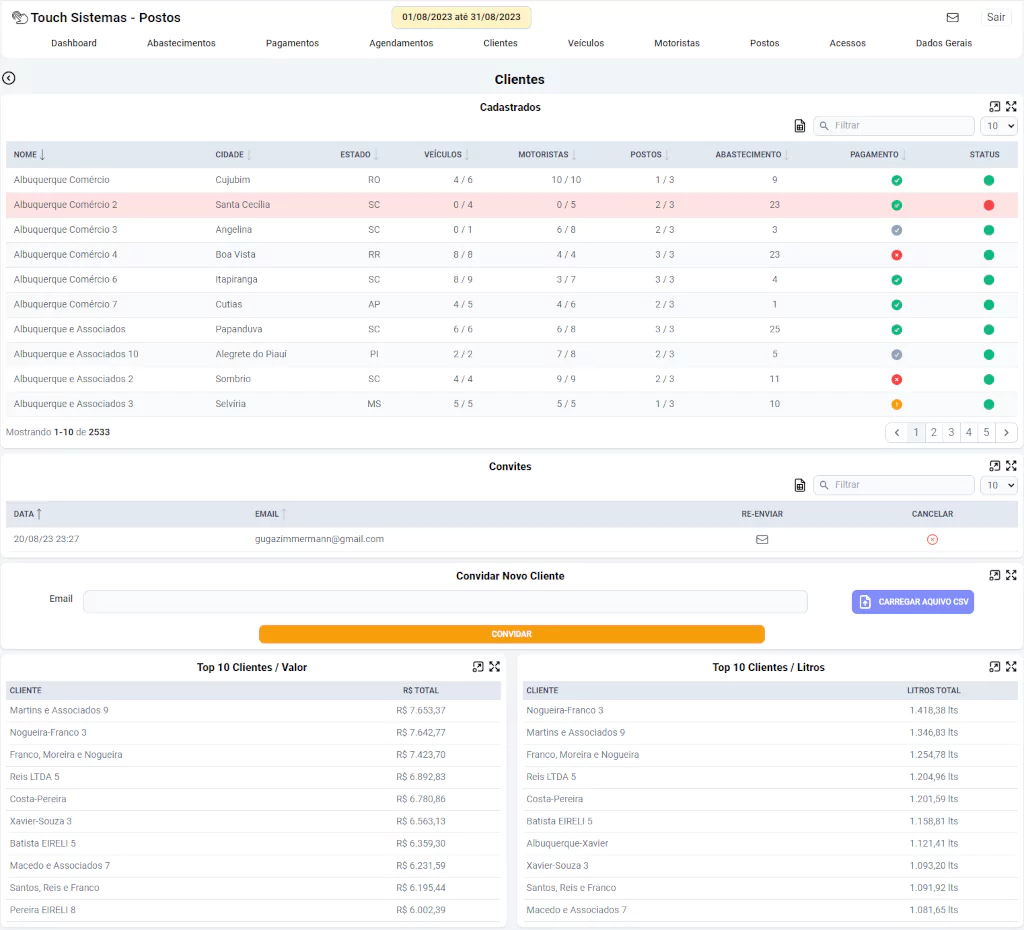 Touch Sistemas - Postos 01/08/2023 até 31/08/2023 Sair
Dashboard Abastecimentos Pagamentos Agendamentos Clientes Veículos Motoristas Postos Acessos Dados Gerais
Clientes
Cadastrados
Filtrar 10
NOME CIDADE ESTADO VEÍCULOS MOTORISTAS POSTOS ABASTECIMENTO PAGAMENTO STATUS
Albuquerque Comércio Cujubim RO 4 / 6 10 / 10 1 / 3 9
Albuquerque Comércio 2 Santa Cecília SC 0 / 4 0 / 5 2 / 3 23
Albuquerque Comércio 3 Angelina SC 0 / 1 6 / 8 2 / 3 3
Albuquerque Comércio 4 Boa Vista RR 8 / 8 4 / 4 3 / 3 23
Albuquerque Comércio 6 Itapiranga SC 8 / 9 3 / 7 3 / 3 4
Albuquerque Comércio 7 Cutias AP 4 / 5 4 / 6 2 / 3 1
Albuquerque e Associados Papanduva SC 6 / 6 6 / 8 3 / 3 25
Albuquerque e Associados 10 Alegrete do Piauí PI 2 / 2 7 / 8 2 / 3 5
Albuquerque e Associados 2 Sombrio SC 4 / 4 9 / 9 2 / 3 11
Albuquerque e Associados 3 Selvíria MS 5 / 5 5 / 5 1 / 3 10
Mostrando 1-10 de 2533 1 2 3 4 5
Convites
Filtrar 10
DATA EMAIL RE-ENVIAR CANCELAR
20/08/23 23:27 gugazimmermann@gmail.com
Convidar Novo Cliente
Email CARREGAR AQUIVO CSV
CONVIDAR
Top 10 Clientes / Valor
CLIENTE R$ TOTAL
Martins e Associados 9 R$ 7.653,37
Nogueira-Franco 3 R$ 7.642,77
Franco, Moreira e Nogueira R$ 7.423,70
Reis LTDA 5 R$ 6.892,83
Costa-Pereira R$ 6.780,86
Xavier-Souza 3 R$ 6.563,13
Batista EIRELI 5 R$ 6.359,30
Macedo e Associados 7 R$ 6.231,59
Santos, Reis e Franco R$ 6.195,44
Pereira EIRELI 8 R$ 6.002,39
Top 10 Clientes / Litros
CLIENTE LITROS TOTAL
Nogueira-Franco 3 1.418,38 lts
Martins e Associados 9 1.346,83 lts
Franco, Moreira e Nogueira 1.254,78 lts
Reis LTDA 5 1.204,96 lts
Costa-Pereira 1.201,59 lts
Batista EIRELI 5 1.158,81 lts
Albuquerque-Xavier 1.121,41 lts
Xavier-Souza 3 1.093,20 lts
Santos, Reis e Franco 1.091,92 lts
Macedo e Associados 7 1.081,65 lts